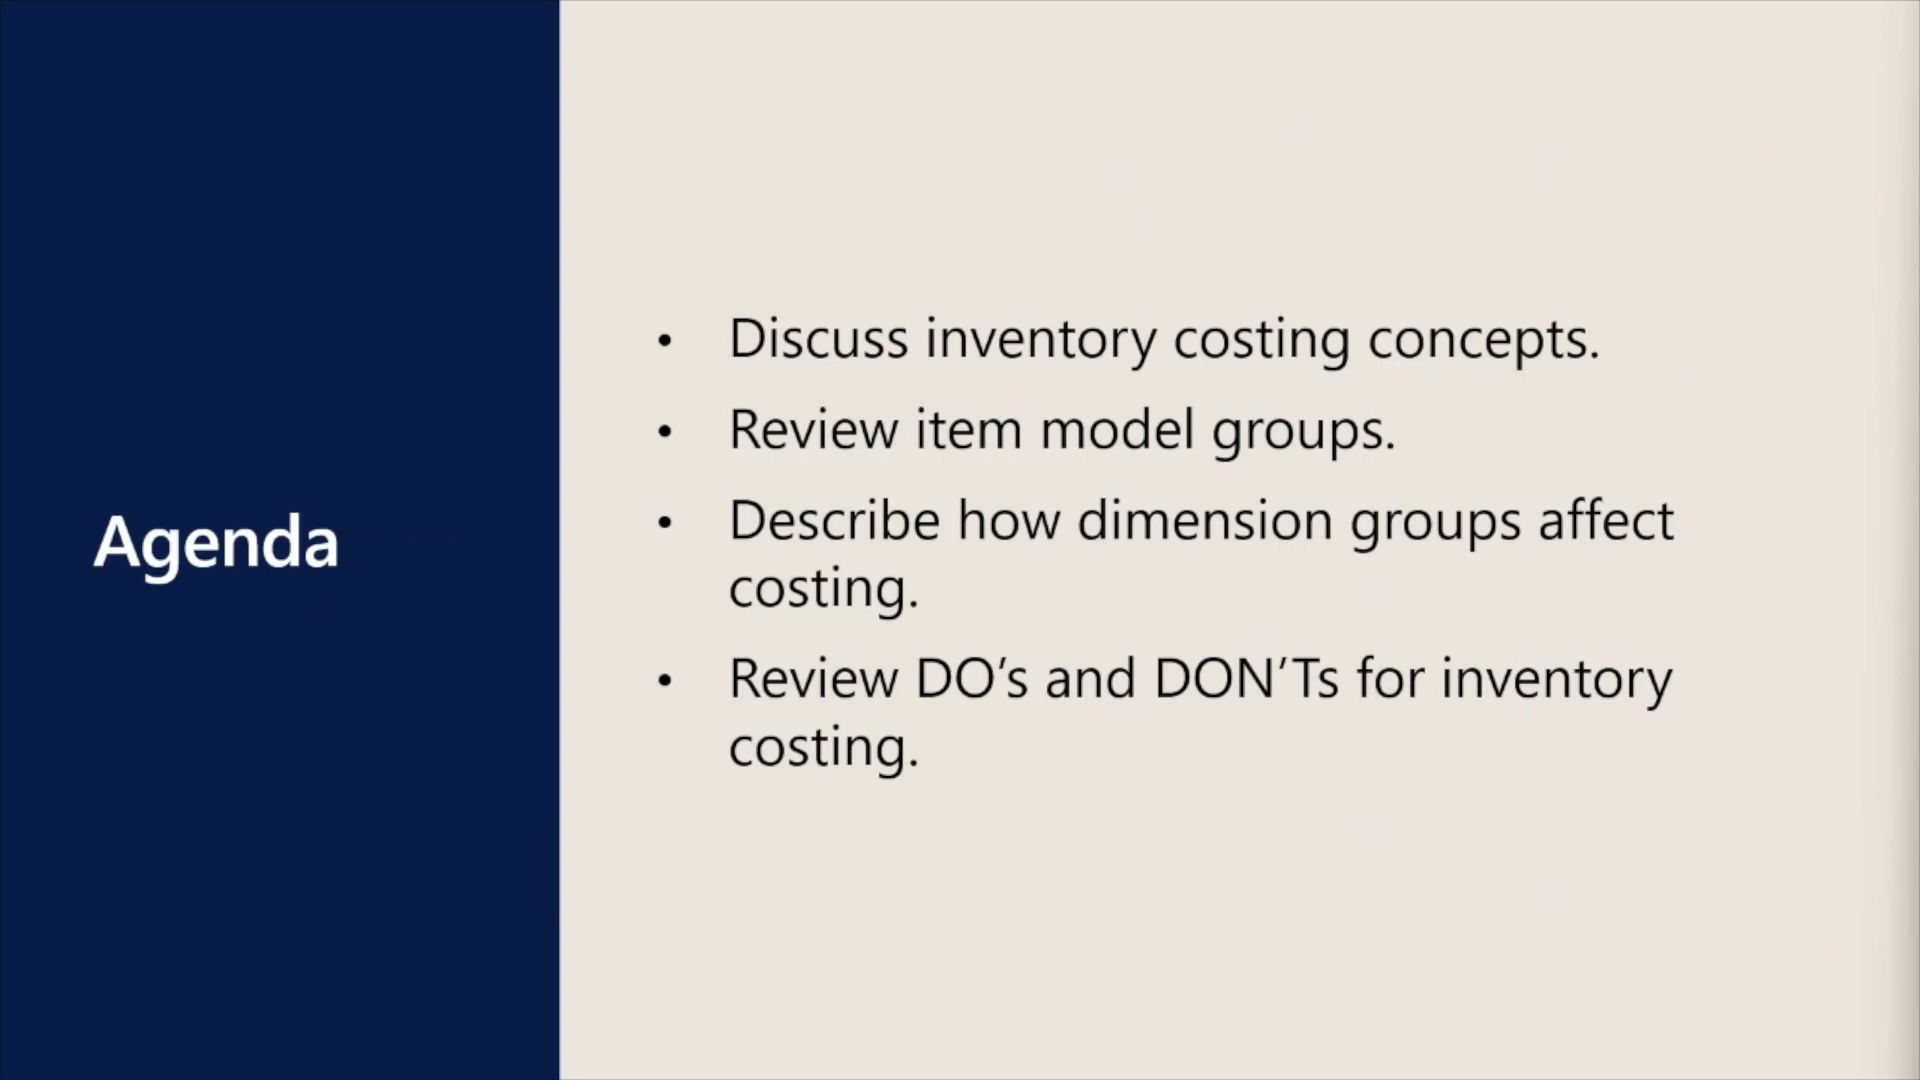 Agenda
• Discuss inventory costing concepts.
• Review item model groups.
• Describe how dimension groups affect
costing.
• Review DO’s and DON’Ts for inventory
costing.